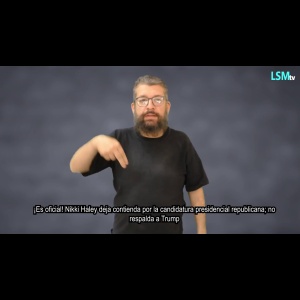 LSMtv
¡Es oficial! Nikki Haley deja contienda por la candidatura presidencial republicana; no
respalda a Trump